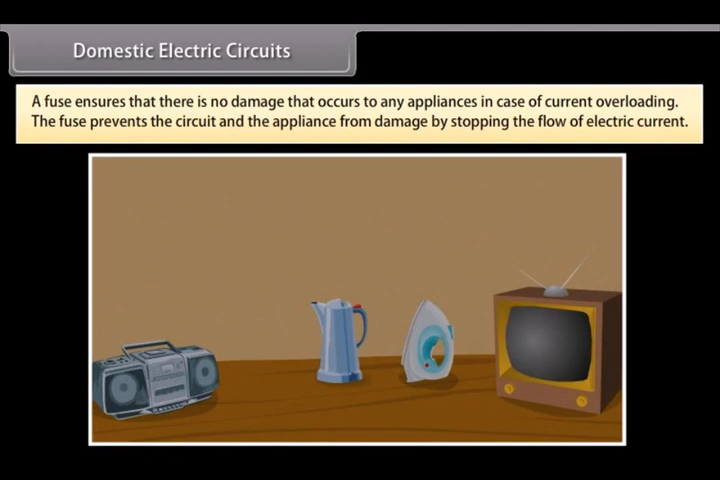 Domestic Electric Circuits
A fuse ensures that there is no damage that occurs to any appliances in case of current overloading.
The fuse prevents the circuit and the appliance from damage by stopping the flow of electric current.